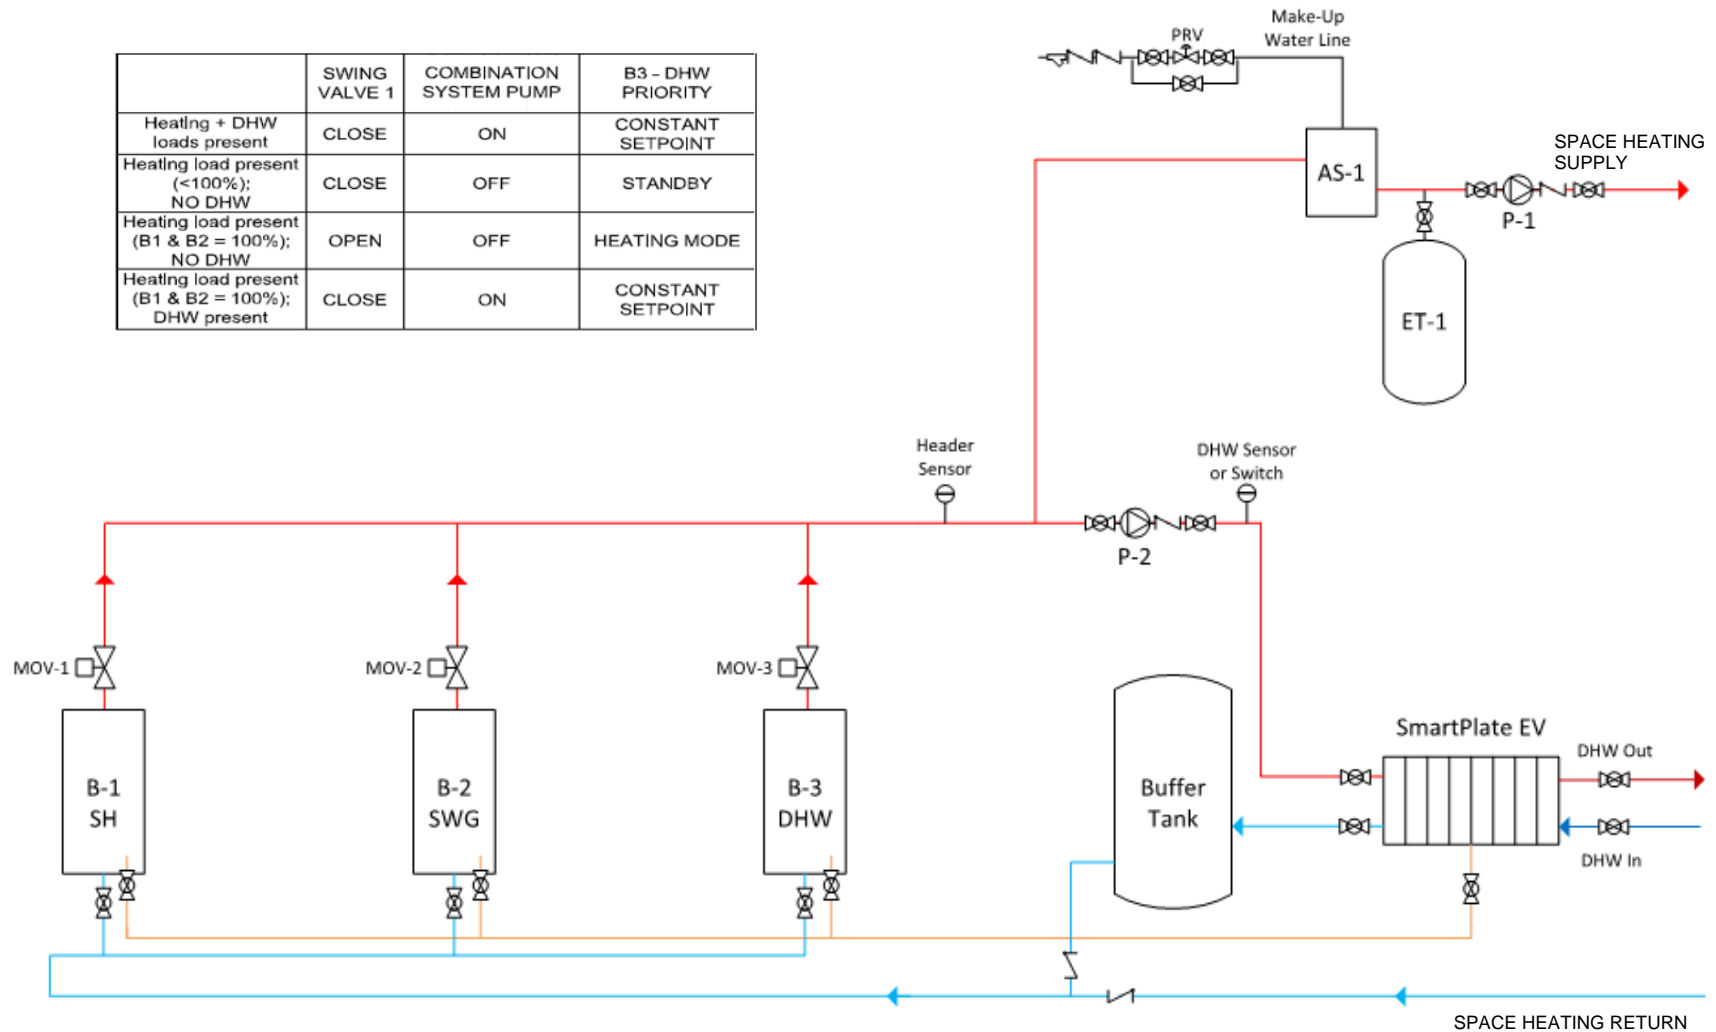 SWING
VALVE 1
COMBINATION
SYSTEM PUMP
B3 - DHW
PRIORITY
Heating + DHW
loads present
CLOSE
ON
CONSTANT
SETPOINT
Heating load present
(<100%);
NO DHW
CLOSE
OFF
STANDBY
Heating load present
(B1 & B2 = 100%);
NO DHW
OPEN
OFF
HEATING MODE
Heating load present
(B1 & B2 = 100%);
DHW present
CLOSE
ON
CONSTANT
SETPOINT
Make-Up
Water Line
PRV
AS-1
SPACE HEATING
SUPPLY
P-1
ET-1
Header
Sensor
DHW Sensor
or Switch
P-2
MOV-1
MOV-2
MOV-3
B-1
SH
B-2
SWG
B-3
DHW
Buffer
Tank
SmartPlate EV
DHW Out
DHW In
SPACE HEATING RETURN